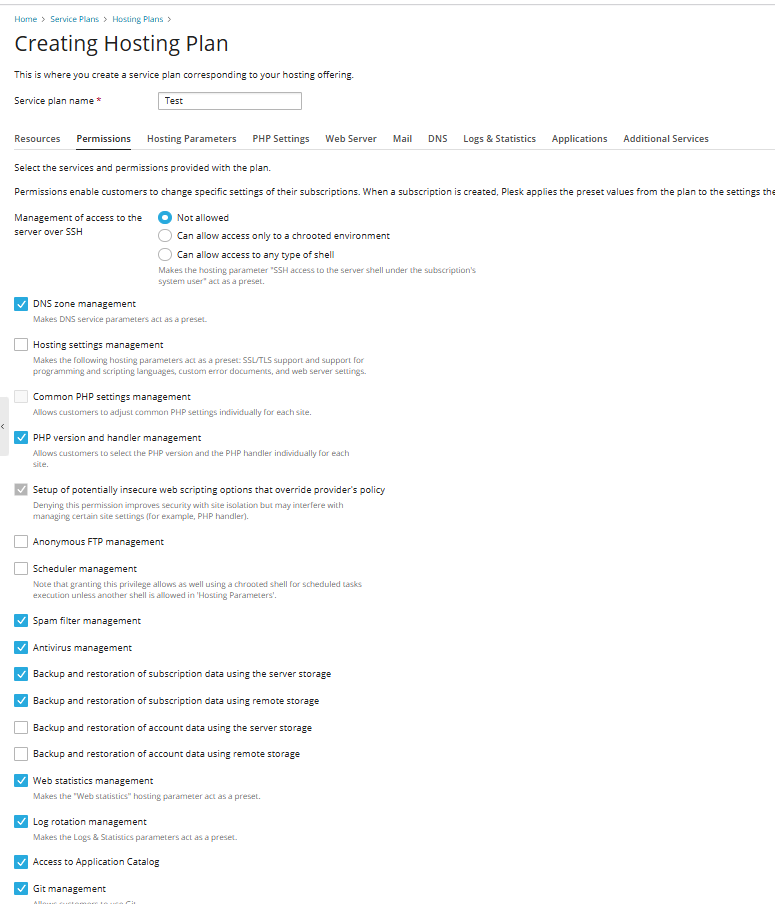 Home > Service Plans > Hosting Plans >
Creating Hosting Plan
This is where you create a service plan corresponding to your hosting offering.
Service plan name * Test
Resources Permissions Hosting Parameters PHP Settings Web Server Mail DNS Logs & Statistics Applications Additional Services
Select the services and permissions provided with the plan.
Permissions enable customers to change specific settings of their subscriptions. When a subscription is created, Plesk applies the preset values from the plan to the settings
Management of access to the
server over SSH
Not allowed
Can allow access only to a chrooted environment
Can allow access to any type of shell
Makes the hosting parameter "SSH access to the server shell under the subscription's
system user" act as a preset.
DNS zone management
Makes DNS service parameters act as a preset.
Hosting settings management
Makes the following hosting parameters act as a preset: SSL/TLS support and support for
programming and scripting languages, custom error documents, and web server settings.
Common PHP settings management
Allows customers to adjust common PHP settings individually for each site.
PHP version and handler management
Allows customers to select the PHP version and the PHP handler individually for each
site.
Setup of potentially insecure web scripting options that override provider's policy
Denying this permission improves security with site isolation but may interfere with
managing certain site settings (for example, PHP handler).
Anonymous FTP management
Scheduler management
Note that granting this privilege allows as well using a chrooted shell for scheduled tasks
execution unless another shell is allowed in 'Hosting Parameters'.
Spam filter management
Antivirus management
Backup and restoration of subscription data using the server storage
Backup and restoration of subscription data using remote storage
Backup and restoration of account data using the server storage
Backup and restoration of account data using remote storage
Web statistics management
Makes the "Web statistics" hosting parameter act as a preset.
Log rotation management
Makes the Logs & Statistics parameters act as a preset.
Access to Application Catalog
Git management
Allows customers to use Git